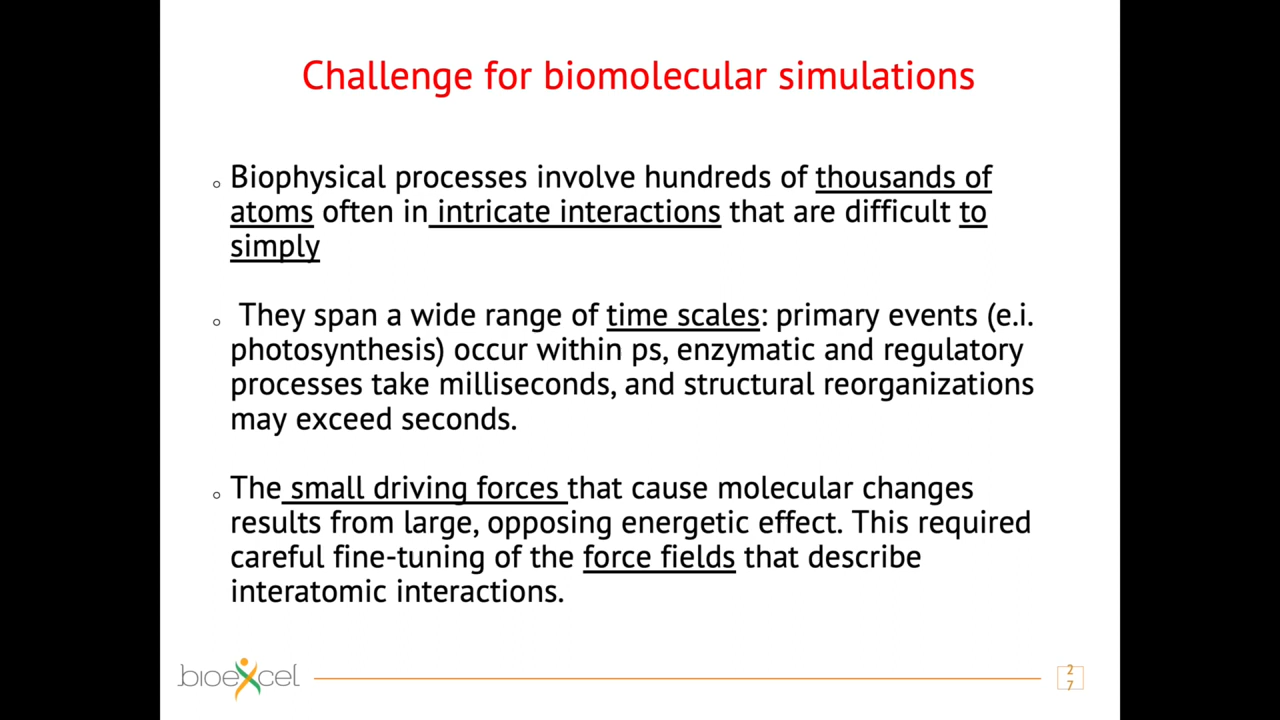 Challenge for biomolecular simulations
Biophysical processes involve hundreds of thousands of
atoms often in intricate interactions that are difficult to
simply
They span a wide range of time scales: primary events (e.i.
photosynthesis) occur within ps, enzymatic and regulatory
processes take milliseconds, and structural reorganizations
may exceed seconds.
The small driving forces that cause molecular changes
results from large, opposing energetic effect. This required
careful fine-tuning of the force fields that describe
interatomic interactions.
bioexcel
2
7